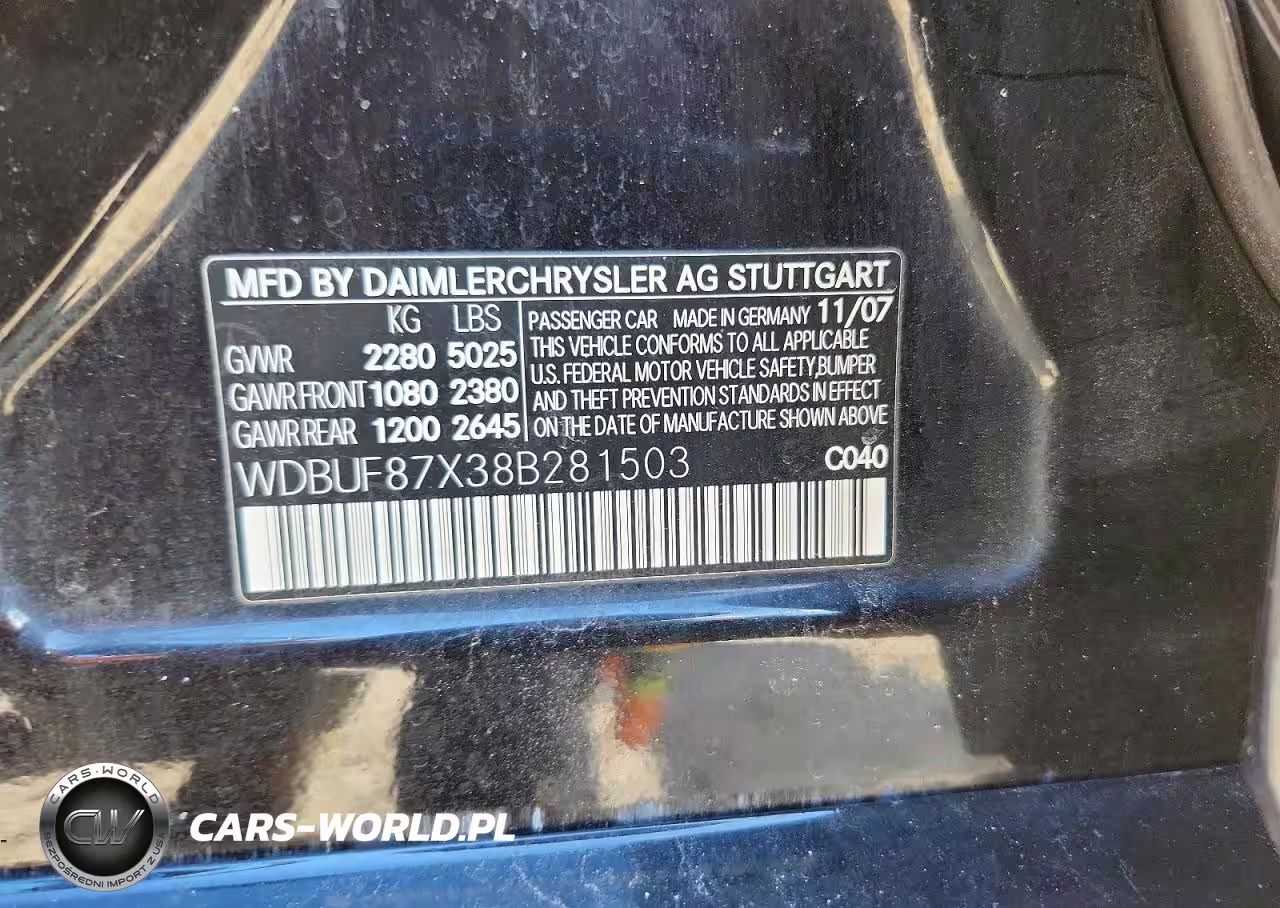 MFD BY DAIMLERCHRYSLER AG STUTTGART
KG LBS
GVWR 2280 5025
GAWR FRONT 1080 2380
GAWR REAR 1200 2645
PASSENGER CAR MADE IN GERMANY 11/07
THIS VEHICLE CONFORMS TO ALL APPLICABLE
U.S. FEDERAL MOTOR VEHICLE SAFETY,BUMPER
AND THEFT PREVENTION STANDARDS IN EFFECT
ON THE DATE OF MANUFACTURE SHOWN ABOVE
WDBUF87X38B281503 C040
CARS-WORLD
CW
BEZPOŚREDNI IMPORT Z USA
CARS-WORLD.PL